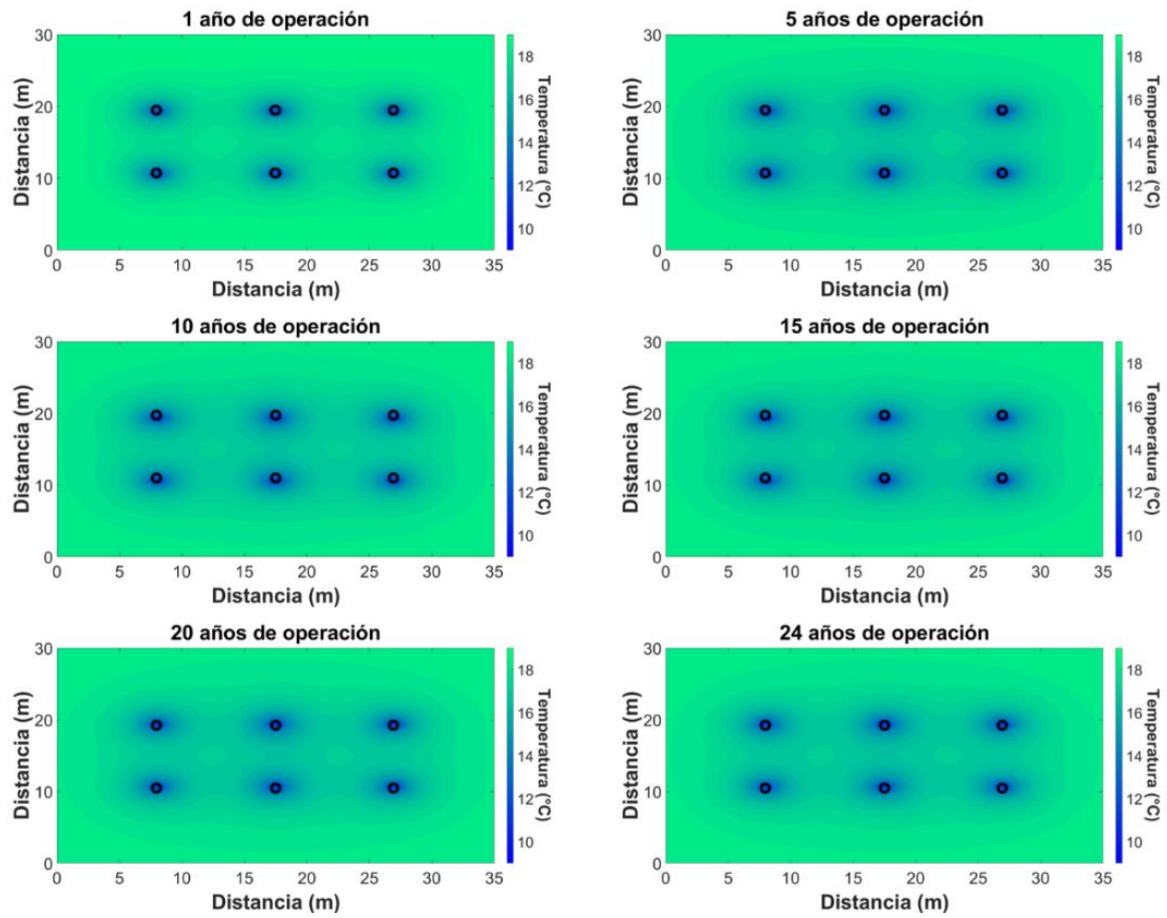 1 año de operación
30
20
10
0
Distancia (m)
0 5 10 15 20 25 30 35
Distancia (m)
18
16
14
12
10
Temperatura (°C)
5 años de operación
30
20
10
0
Distancia (m)
0 5 10 15 20 25 30 35
Distancia (m)
18
16
14
12
10
Temperatura (°C)
10 años de operación
30
20
10
0
Distancia (m)
0 5 10 15 20 25 30 35
Distancia (m)
18
16
14
12
10
Temperatura (°C)
15 años de operación
30
20
10
0
Distancia (m)
0 5 10 15 20 25 30 35
Distancia (m)
18
16
14
12
10
Temperatura (°C)
20 años de operación
30
20
10
0
Distancia (m)
0 5 10 15 20 25 30 35
Distancia (m)
18
16
14
12
10
Temperatura (°C)
24 años de operación
30
20
10
0
Distancia (m)
0 5 10 15 20 25 30 35
Distancia (m)
18
16
14
12
10
Temperatura (°C)